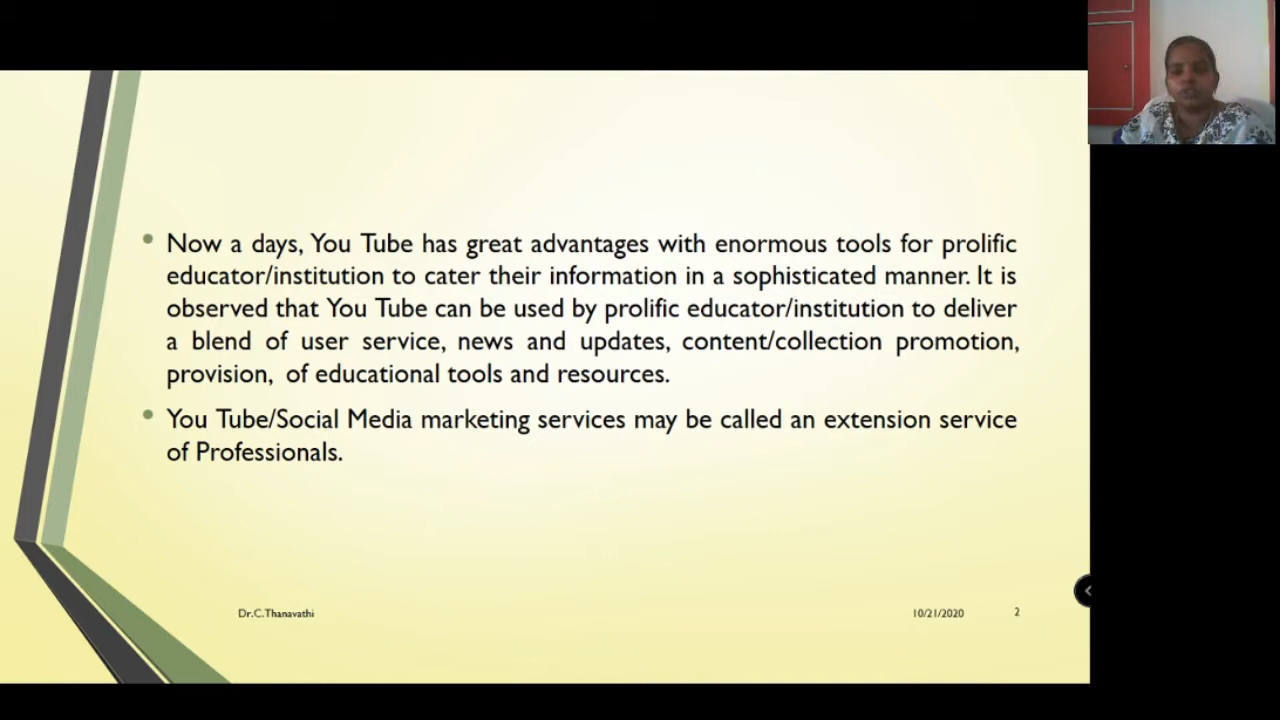 • Now a days, You Tube has great advantages with enormous tools for prolific
educator/institution to cater their information in a sophisticated manner. It is
observed that You Tube can be used by prolific educator/institution to deliver
a blend of user service, news and updates, content/collection promotion,
provision, of educational tools and resources.
• You Tube/Social Media marketing services may be called an extension service
of Professionals.
Dr.C.Thanavathi 10/21/2020 2